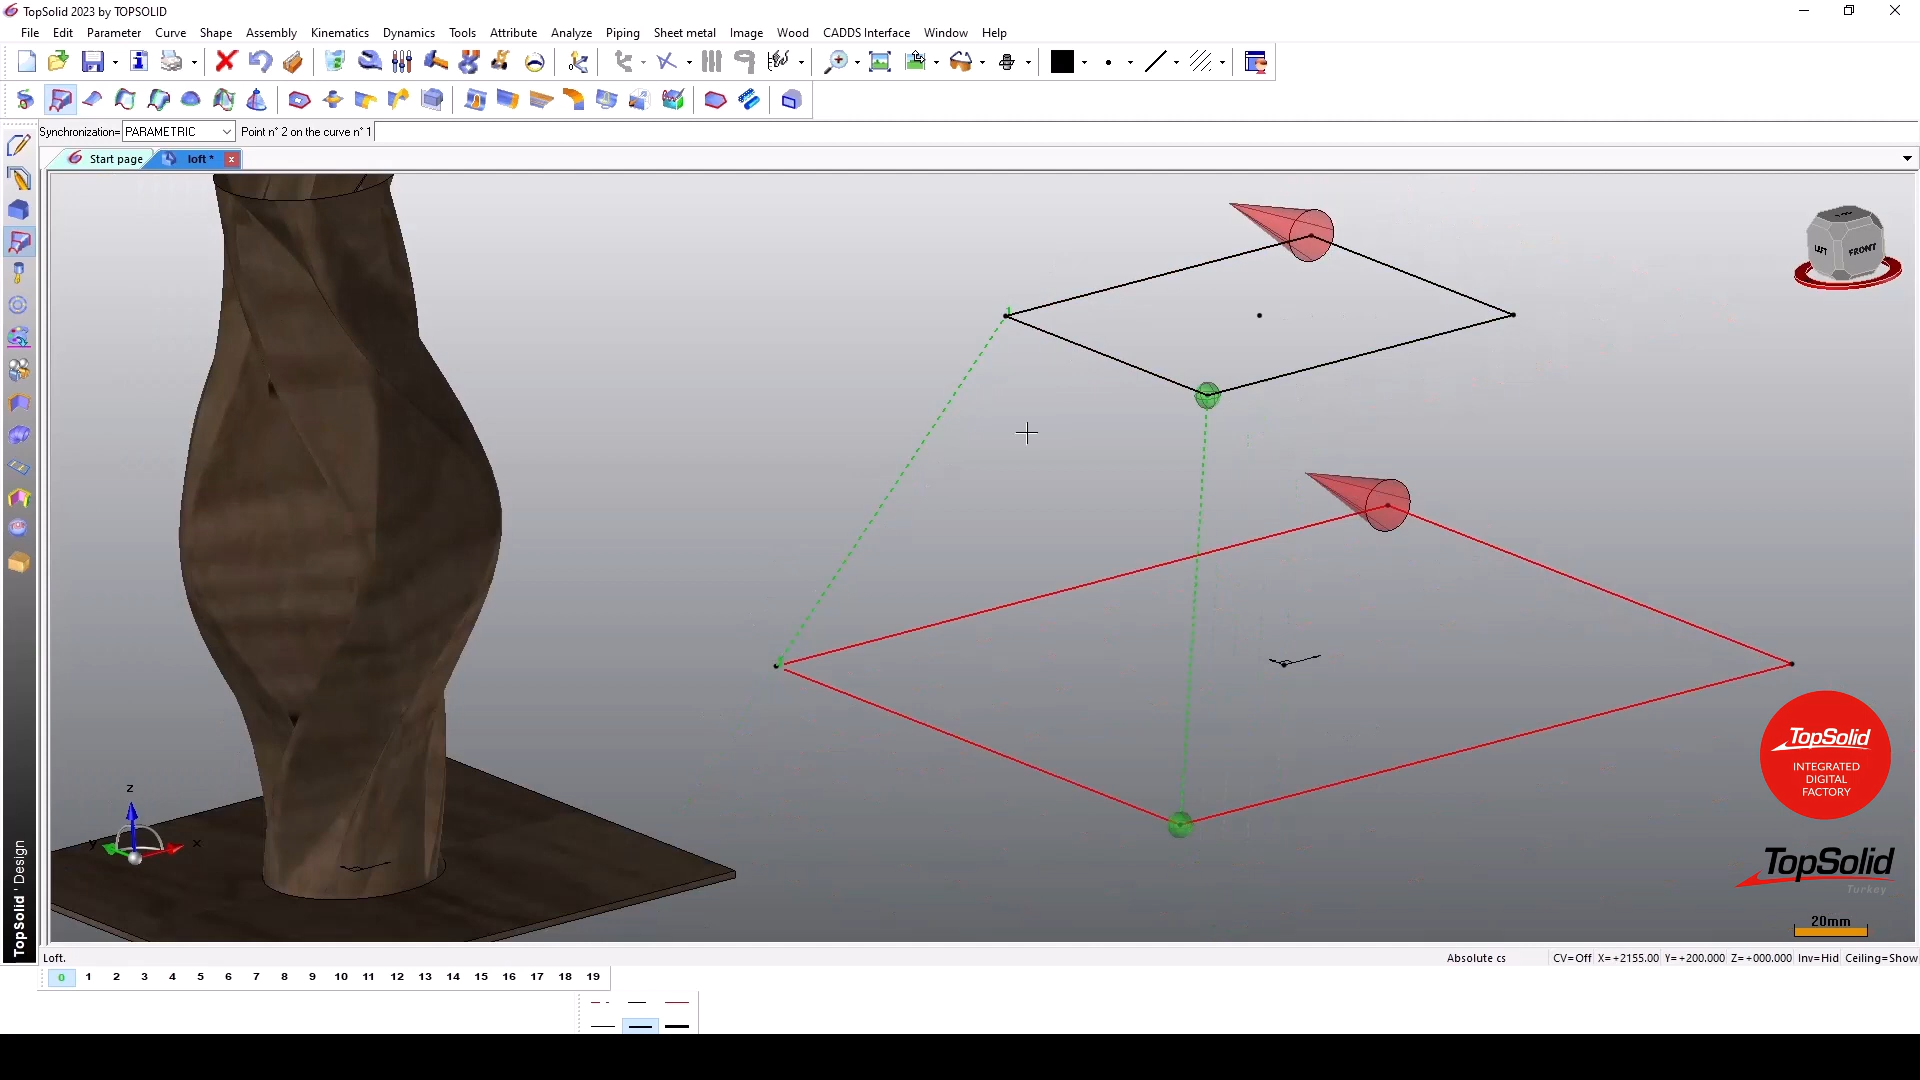 TopSolid 2023 by TOPSOLID
File Edit Parameter Curve Shape Assembly Kinematics Dynamics Tools Attribute Analyze Piping Sheet metal Image Wood CADDS Interface Window Help
Synchronization= PARAMETRIC Point n° 2 on the curve n° 1
Start page loft *
LEFT FRONT
1
z
y x
TopSolid
INTEGRATED
DIGITAL
FACTORY
TopSolid
Turkey
20mm
TopSolid ' Design
Loft. Absolute cs CV=Off X=+2155.00 Y=+200.000 Z=+000.000 Inv=Hid Ceiling=Show
0 1 2 3 4 5 6 7 8 9 10 11 12 13 14 15 16 17 18 19